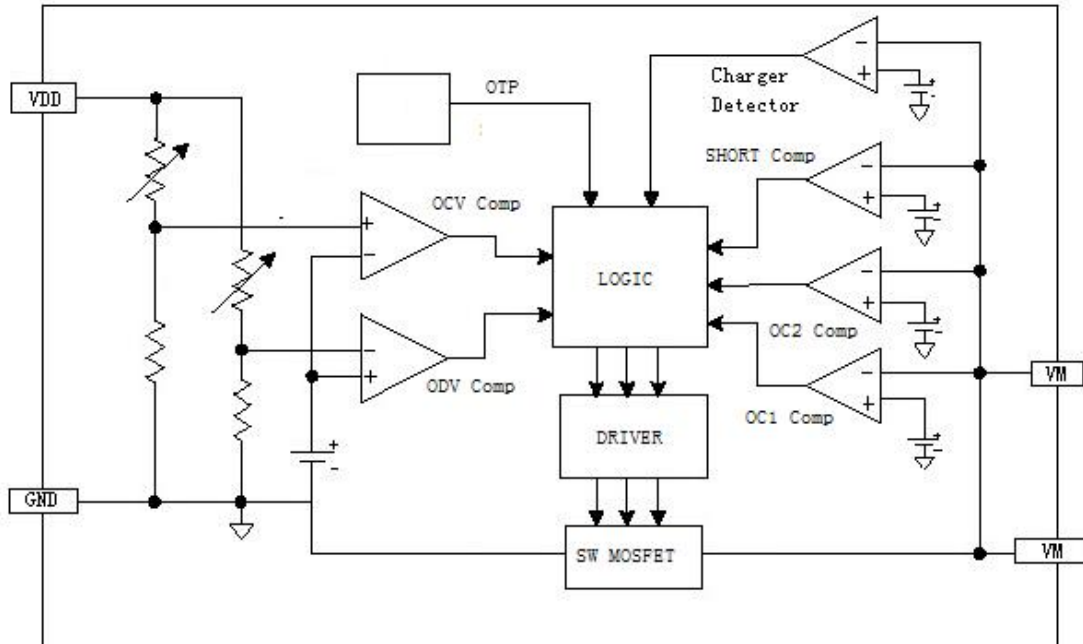 VDD
OTP
Charger
Detector
SHORT Comp
OCV Comp
LOGIC
OC2 Comp
ODV Comp
VM
OC1 Comp
DRIVER
GND
SW MOSFET
VM